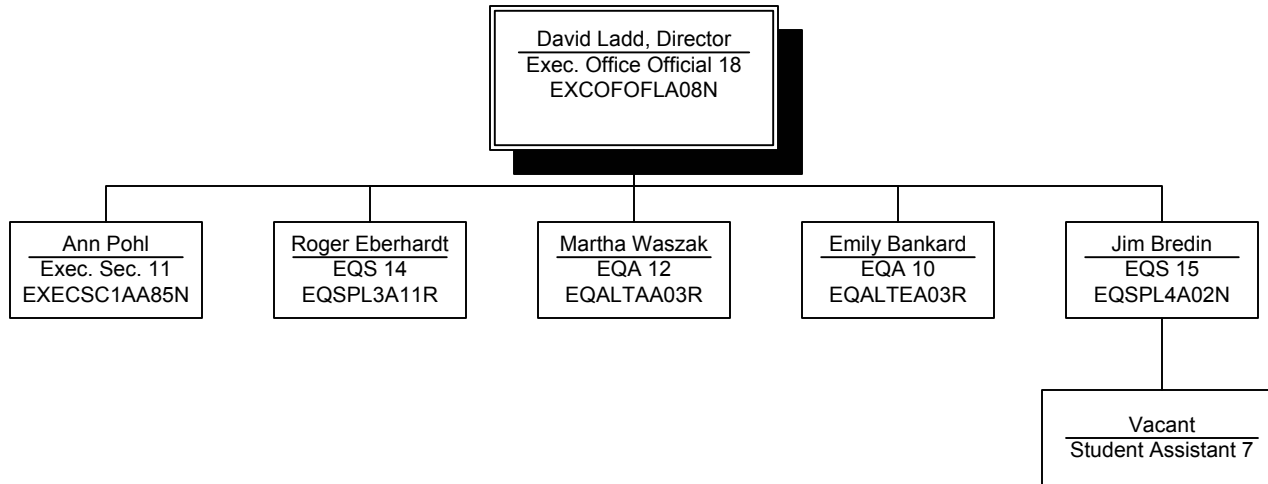 David Ladd, Director
Exec. Office Official 18
EXCOFOFLA08N
Ann Pohl
Exec. Sec. 11
EXECSC1AA85N
Roger Eberhardt
EQS 14
EQSPL3A11R
Martha Waszak
EQA 12
EQALTAA03R
Emily Bankard
EQA 10
EQALTEA03R
Jim Bredin
EQS 15
EQSPL4A02N
Vacant
Student Assistant 7